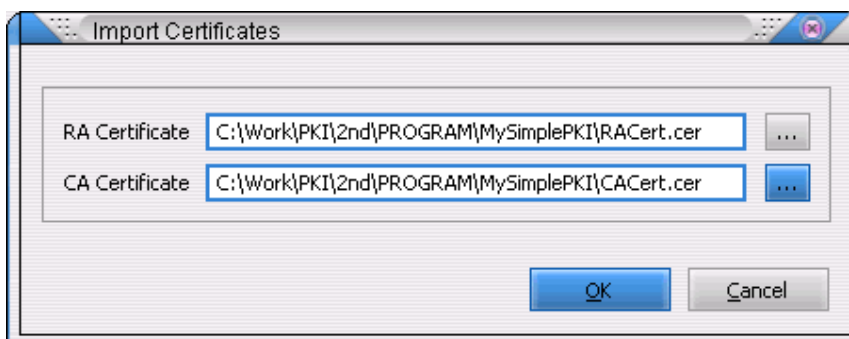 Import Certificates
RA Certificate C:\Work\PKI\2nd\PROGRAM\MySimplePKI\RACert.cer ...
CA Certificate C:\Work\PKI\2nd\PROGRAM\MySimplePKI\CACert.cer ...
OK Cancel